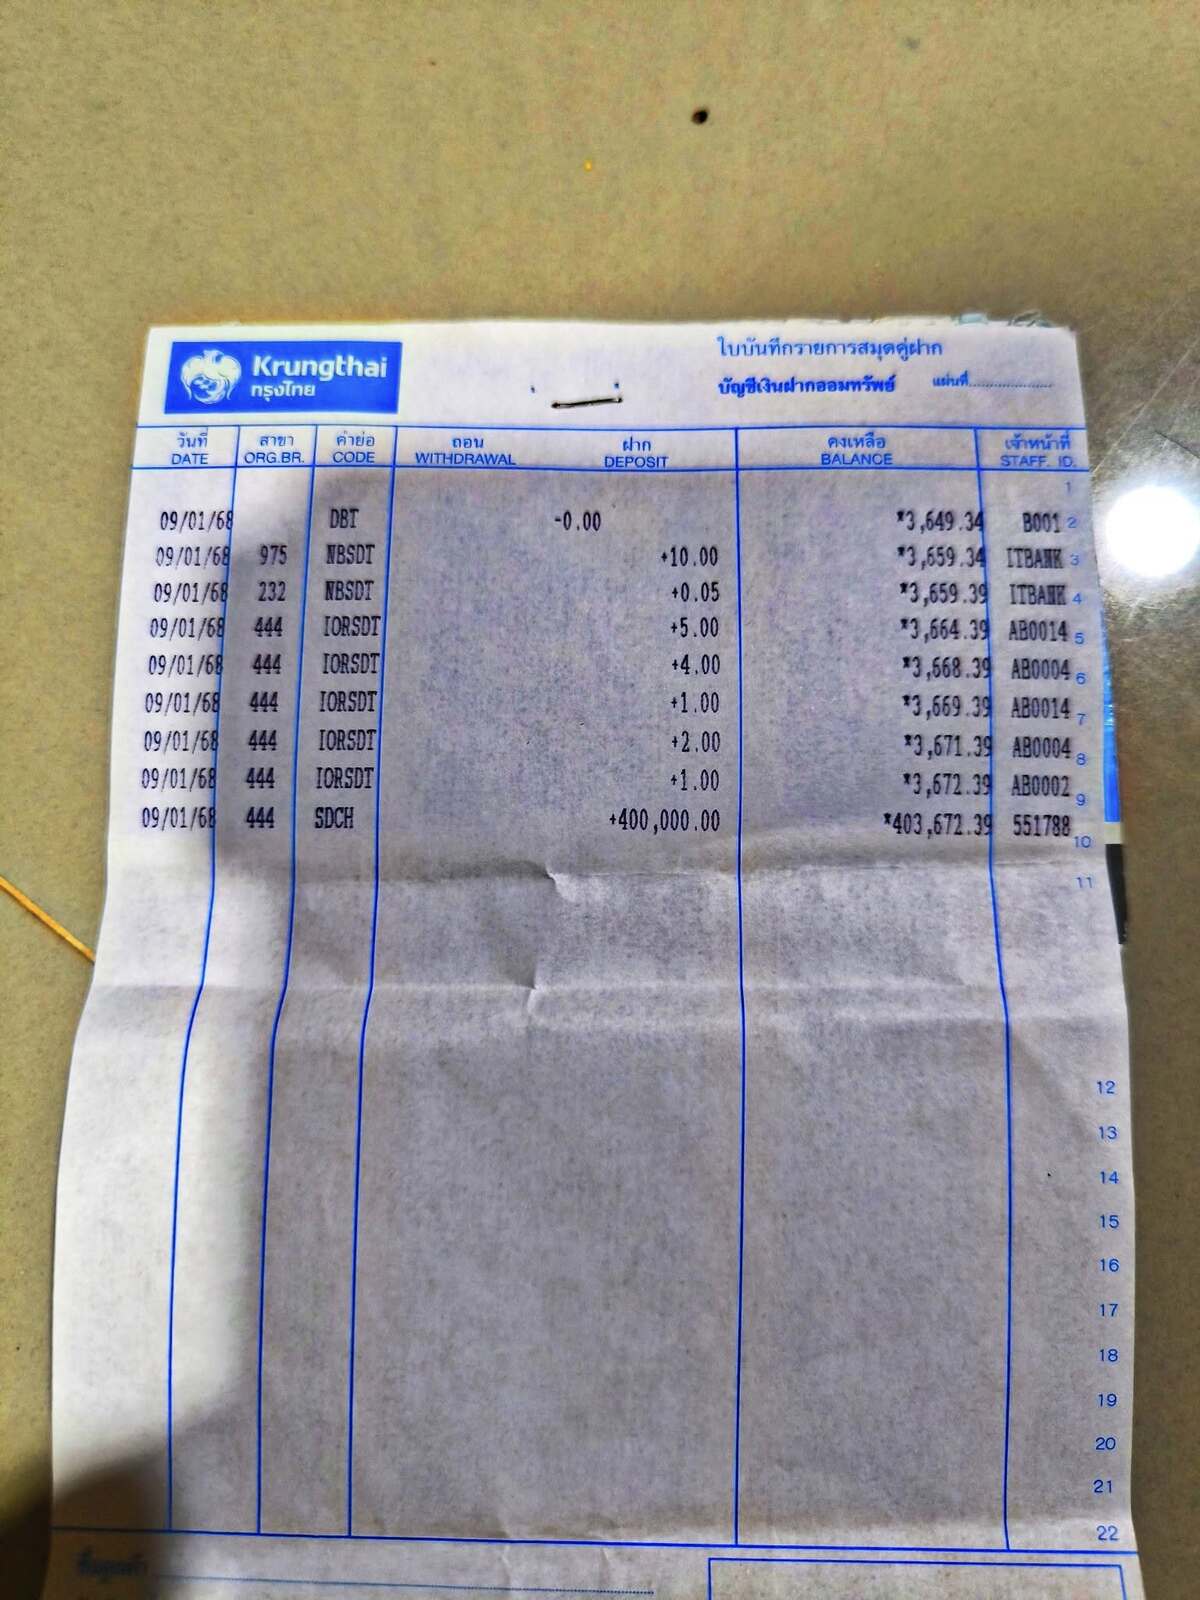 Krungthai
กรุงไทย
ใบบันทึกรายการสมุดคู่ฝาก
บัญชีเงินฝากออมทรัพย์ แผ่นที่....................
วันที่ สาขา คำย่อ ถอน ฝาก คงเหลือ เจ้าหน้าที่
DATE ORG.BR. CODE WITHDRAWAL DEPOSIT BALANCE STAFF. ID.
1
09/01/68 DBT -0.00 *3,649.34 B001 2
09/01/68 975 NBSDT +10.00 *3,659.34 ITBANK 3
09/01/68 232 NBSDT +0.05 *3,659.39 ITBANK 4
09/01/68 444 IORSDT +5.00 *3,664.39 AB0014 5
09/01/68 444 IORSDT +4.00 *3,668.39 AB0004 6
09/01/68 444 IORSDT +1.00 *3,669.39 AB0014 7
09/01/68 444 IORSDT +2.00 *3,671.39 AB0004 8
09/01/68 444 IORSDT +1.00 *3,672.39 AB0002 9
09/01/68 444 SDCH +400,000.00 *403,672.39 551788 10
11
12
13
14
15
16
17
18
19
20
21
22
ชื่อลูกค้า